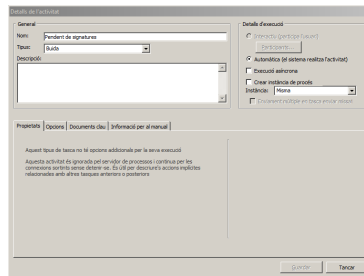 Detalls de l'activitat
General
Nom: Pendent de signatures
Tipus: Buida
Descripció:
Detalls d'execució
Interactiu (participa l'usuari)
Participants...
Automàtica (el sistema realitza l'activitat)
Execució asíncrona
Crear instància de procés
Instància: Misma
Propietats Opcions Documents clau Informació per al manual
Aquest tipus de tasca no té opcions addicionals per la seva execució
Aquesta activitat és ignorada pel servidor de processos i continua per les
connexions sortints sense detenir-se. És útil per descriure's accions implícites
relacionades amb altres tasques anteriors o posteriors
Guardar Tancar